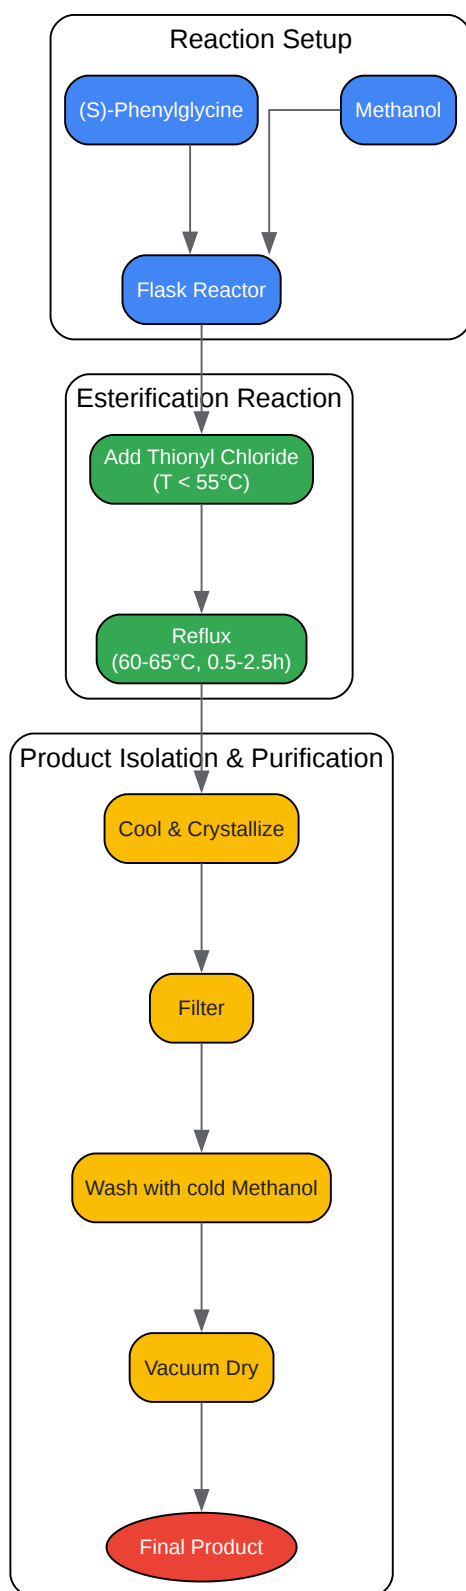 Reaction Setup
(S)-Phenylglycine
Methanol
Flask Reactor
Esterification Reaction
Add Thionyl Chloride
(T < 55°C)
Reflux
(60-65°C, 0.5-2.5h)
Product Isolation & Purification
Cool & Crystallize
Filter
Wash with cold Methanol
Vacuum Dry
Final Product